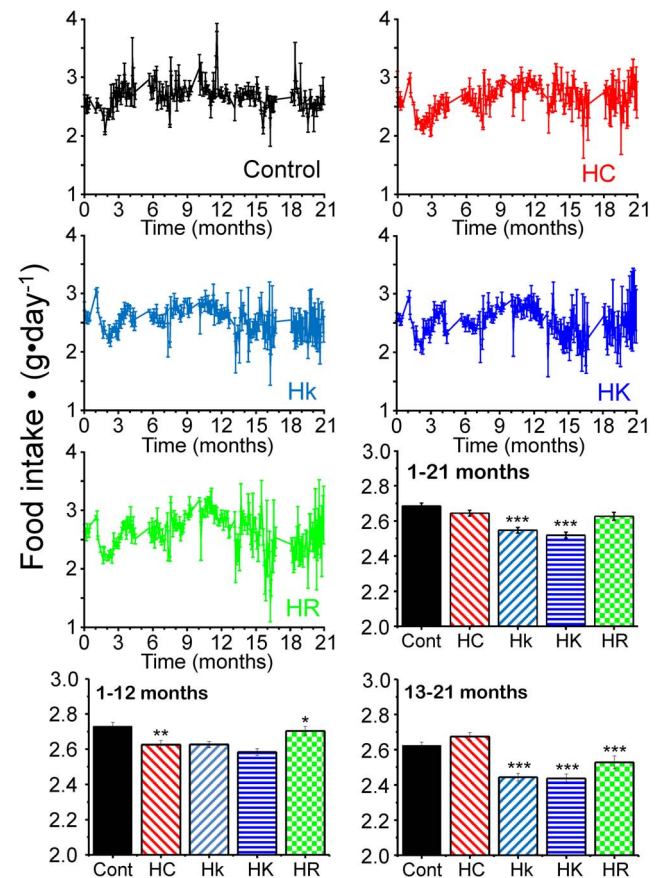 Food intake • (g•day-1)
4
3
2
1
0 3 6 9 12 15 18 21
Time (months)
Control
4
3
2
1
0 3 6 9 12 15 18 21
Time (months)
HC
4
3
2
1
0 3 6 9 12 15 18 21
Time (months)
Hk
4
3
2
1
0 3 6 9 12 15 18 21
Time (months)
HK
4
3
2
1
0 3 6 9 12 15 18 21
Time (months)
HR
1-21 months
3.0
2.8
2.6
2.4
2.2
2.0
*** ***
Cont HC Hk HK HR
1-12 months
3.0
2.8
2.6
2.4
2.2
2.0
** *
Cont HC Hk HK HR
13-21 months
3.0
2.8
2.6
2.4
2.2
2.0
*** *** ***
Cont HC Hk HK HR